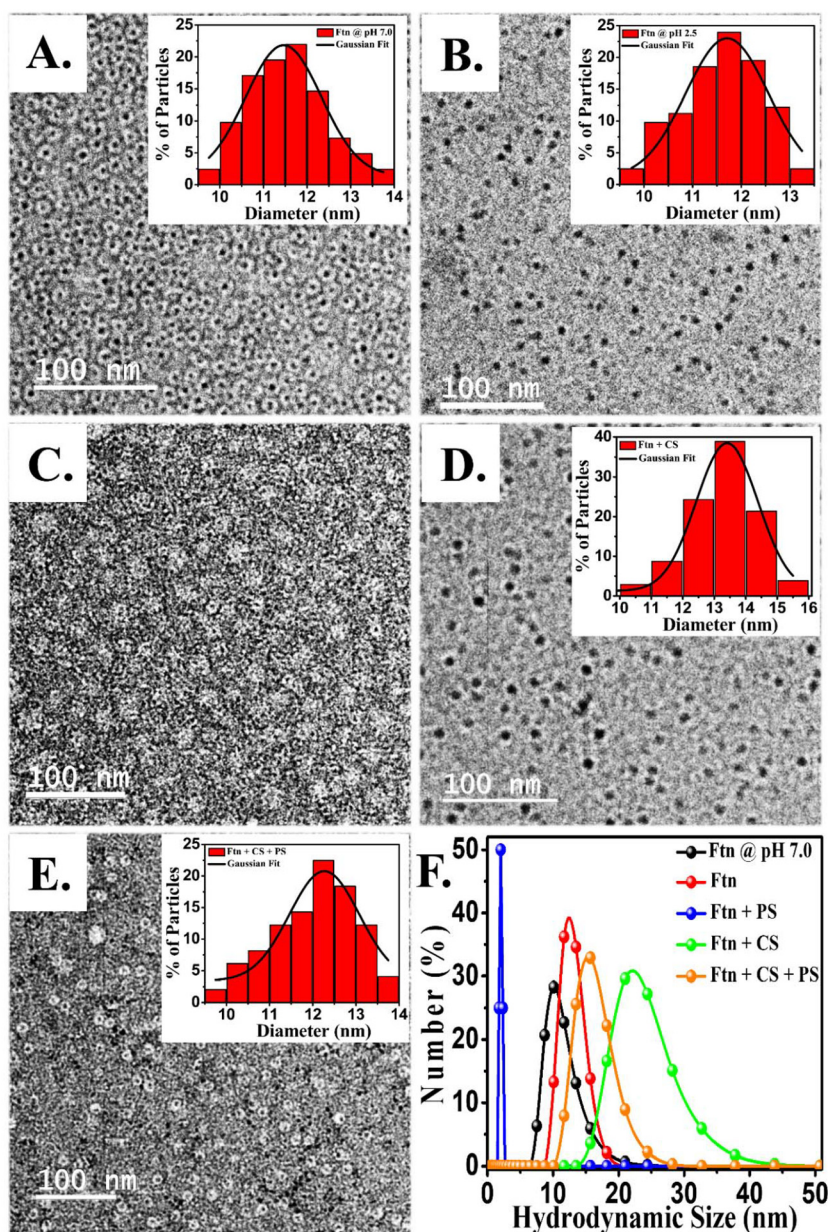 A.
Ftn @ pH 7.0
Gaussian Fit
% of Particles
25
20
15
10
5
0
10 11 12 13 14
Diameter (nm)
100 nm
B.
Ftn @ pH 2.5
Gaussian Fit
% of Particles
25
20
15
10
5
0
10 11 12 13
Diameter (nm)
100 nm
C.
100 nm
D.
Ftn + CS
Gaussian Fit
% of Particles
40
30
20
10
0
10 11 12 13 14 15 16
Diameter (nm)
100 nm
E.
Ftn + CS + PS
Gaussian Fit
% of Particles
25
20
15
10
5
0
10 11 12 13 14
Diameter (nm)
100 nm
F.
Ftn @ pH 7.0
Ftn
Ftn + PS
Ftn + CS
Ftn + CS + PS
Number (%)
50
40
30
20
10
0
0 10 20 30 40 50
Hydrodynamic Size (nm)